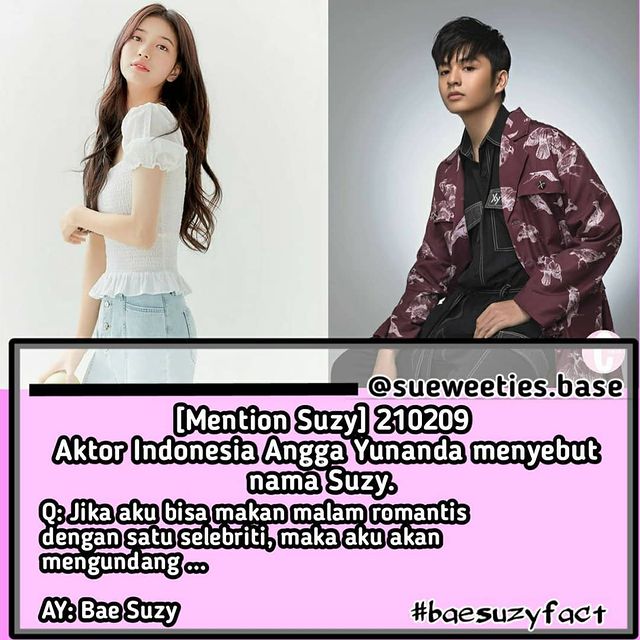 @sueweeties.base
[Mention Suzy] 210209
Aktor Indonesia Angga Yunanda menyebut
nama Suzy.
Q: Jika aku bisa makan malam romantis
dengan satu selebriti, maka aku akan
mengundang ...
AY: Bae Suzy
#baesuzyfact